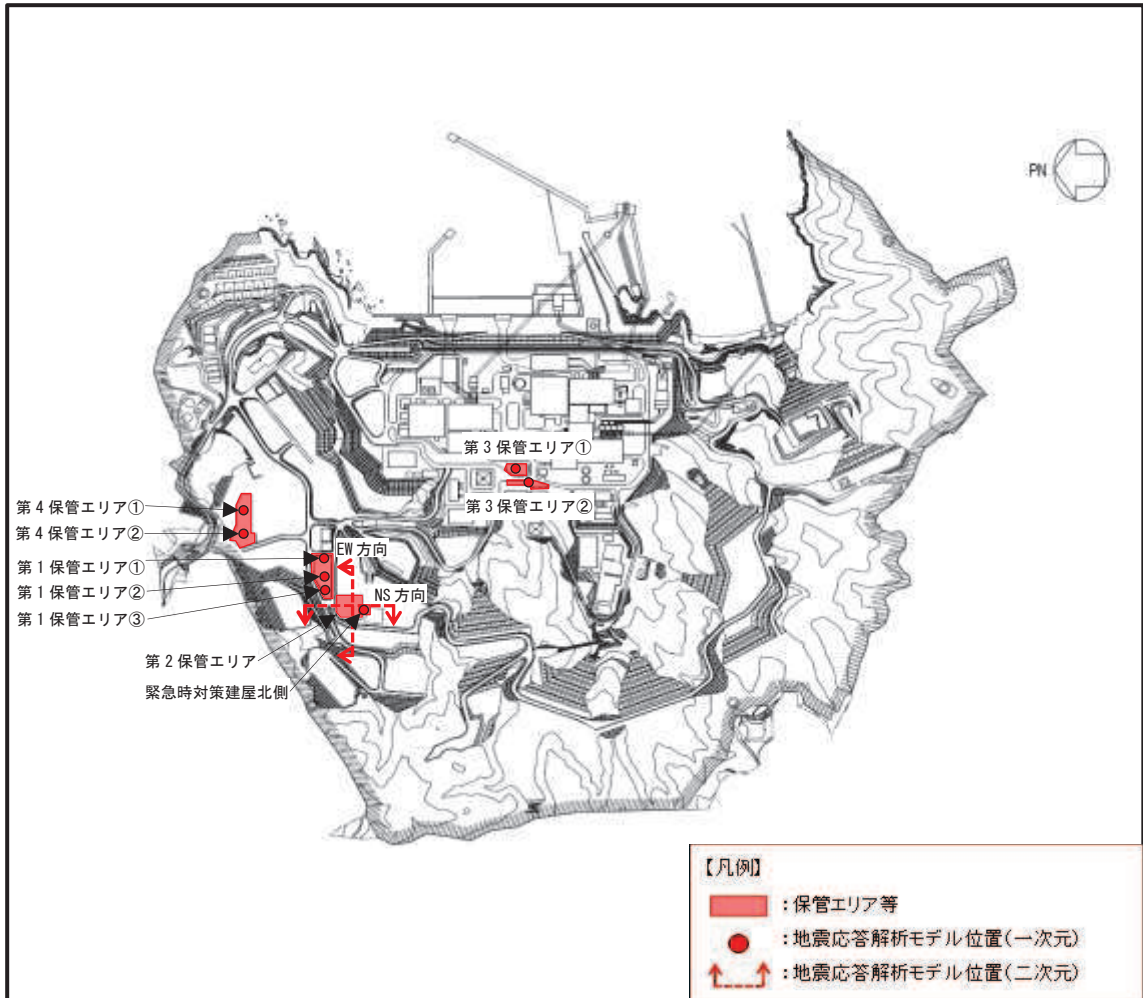 PN
第3保管エリア①
第3保管エリア②
第4保管エリア①
第4保管エリア②
第1保管エリア①
第1保管エリア②
第1保管エリア③
EW方向
NS方向
第2保管エリア
緊急時対策建屋北側
【凡例】
：保管エリア等
：地震応答解析モデル位置(一次元)
：地震応答解析モデル位置(二次元)